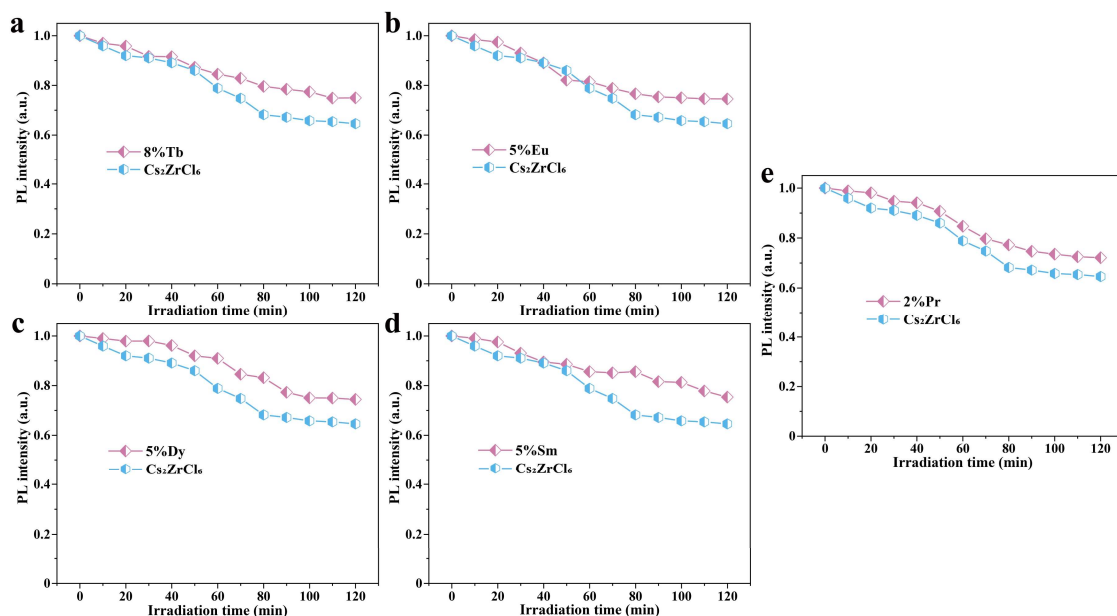 a
PL intensity (a.u.)
1.0
0.8
0.6
0.4
0.2
0
8%Tb
Cs₂ZrCl₆
0 20 40 60 80 100 120
Irradiation time (min)
b
PL intensity (a.u.)
1.0
0.8
0.6
0.4
0.2
0
5%Eu
Cs₂ZrCl₆
0 20 40 60 80 100 120
Irradiation time (min)
c
PL intensity (a.u.)
1.0
0.8
0.6
0.4
0.2
0
5%Dy
Cs₂ZrCl₆
0 20 40 60 80 100 120
Irradiation time (min)
d
PL intensity (a.u.)
1.0
0.8
0.6
0.4
0.2
0
5%Sm
Cs₂ZrCl₆
0 20 40 60 80 100 120
Irradiation time (min)
e
PL intensity (a.u.)
1.0
0.8
0.6
0.4
0.2
0
2%Pr
Cs₂ZrCl₆
0 20 40 60 80 100 120
Irradiation time (min)